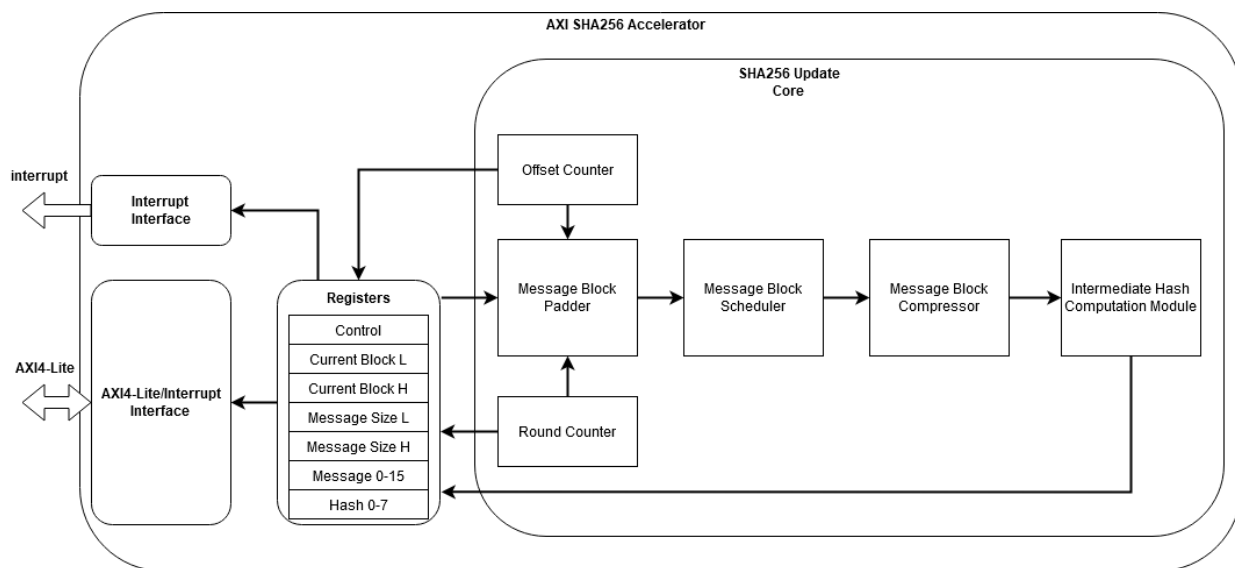 AXI SHA256 Accelerator
SHA256 Update
Core
Offset Counter
interrupt
Interrupt
Interface
Message Block
Padder
Message Block
Scheduler
Message Block
Compressor
Intermediate Hash
Computation Module
Registers
Control
Current Block L
Current Block H
Message Size L
Message Size H
Message 0-15
Hash 0-7
AXI4-Lite
AXI4-Lite/Interrupt
Interface
Round Counter